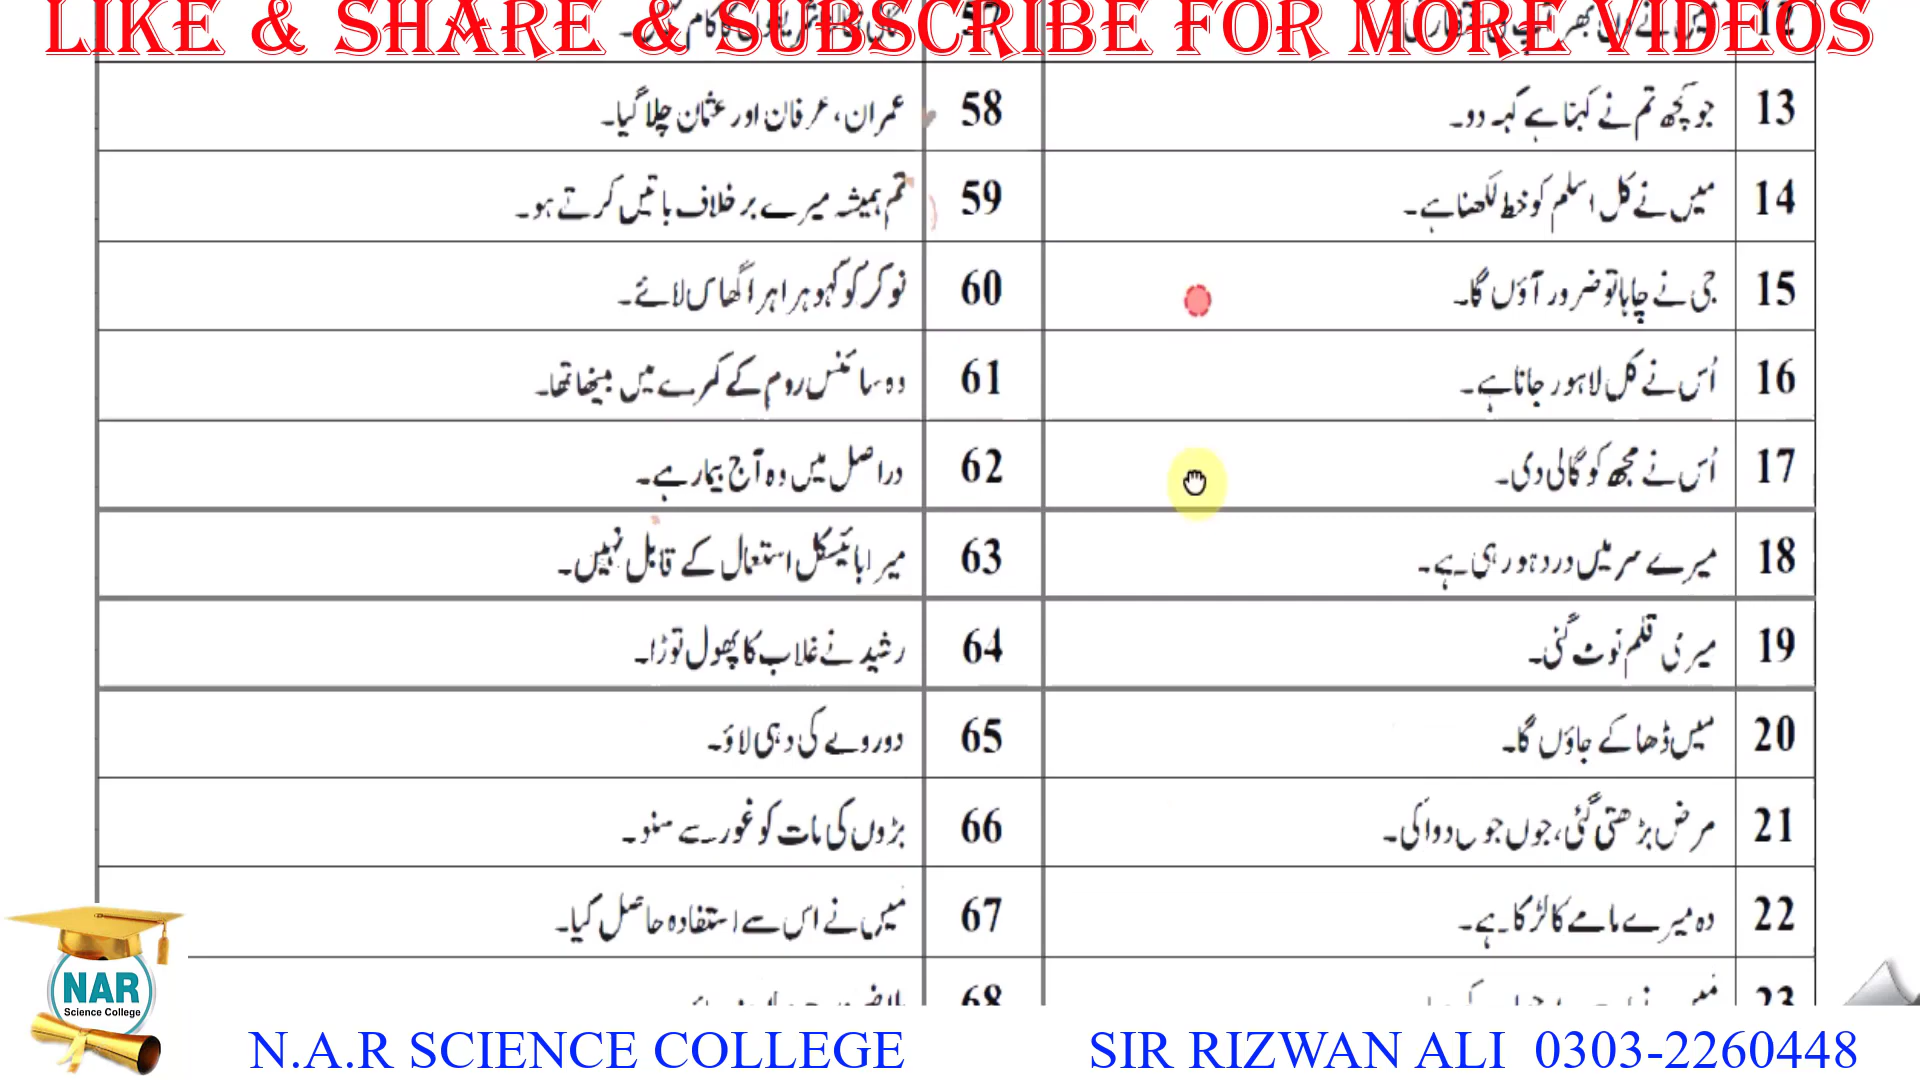 LIKE & SHARE & SUBSCRIBE FOR MORE VIDEOS
12
57
13 جو کچھ تم نے کہنا ہے کہہ دو۔
58 عمران، عرفان اور عثمان چلا گیا۔
14 میں نے کل اسلم کو خط لکھنا ہے۔
59 تم ہمیشہ میرے بر خلاف باتیں کرتے ہو۔
15 جی نے چاہا تو ضرور آؤں گا۔
60 نوکر کو کہو ہرا ہرا گھاس لائے۔
16 اُس نے کل لاہور جانا ہے۔
61 وہ سائنس روم کے کمرے میں بیٹھا تھا۔
17 اُس نے مجھ کو گالی دی۔
62 دراصل میں وہ آج بیمار ہے۔
18 میرے سر میں درد ہو رہی ہے۔
63 میرا بائیسکل استعمال کے قابل نہیں۔
19 میری قلم ٹوٹ گئی۔
64 رشید نے غلاب کا پھول توڑا۔
20 میں ڈھاکے جاؤں گا۔
65 دو روپے کی دہی لاؤ۔
21 مرض بڑھتی گئی، جوں جوں دوا کی۔
66 بڑوں کی بات کو غور سے سنو۔
22 وہ میرے مامے کا لڑکا ہے۔
67 میں نے اس سے استفادہ حاصل کیا۔
23
68
NAR
Science College
N.A.R SCIENCE COLLEGE
SIR RIZWAN ALI 0303-2260448